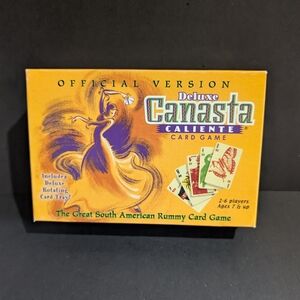 OFFICIAL VERSION
Deluxe
Canasta
CALIENTE
CARD GAME
Includes
Deluxe
Rotating
Card Tray!
2-6 players
Ages 7 & up
The Great South American Rummy Card Game